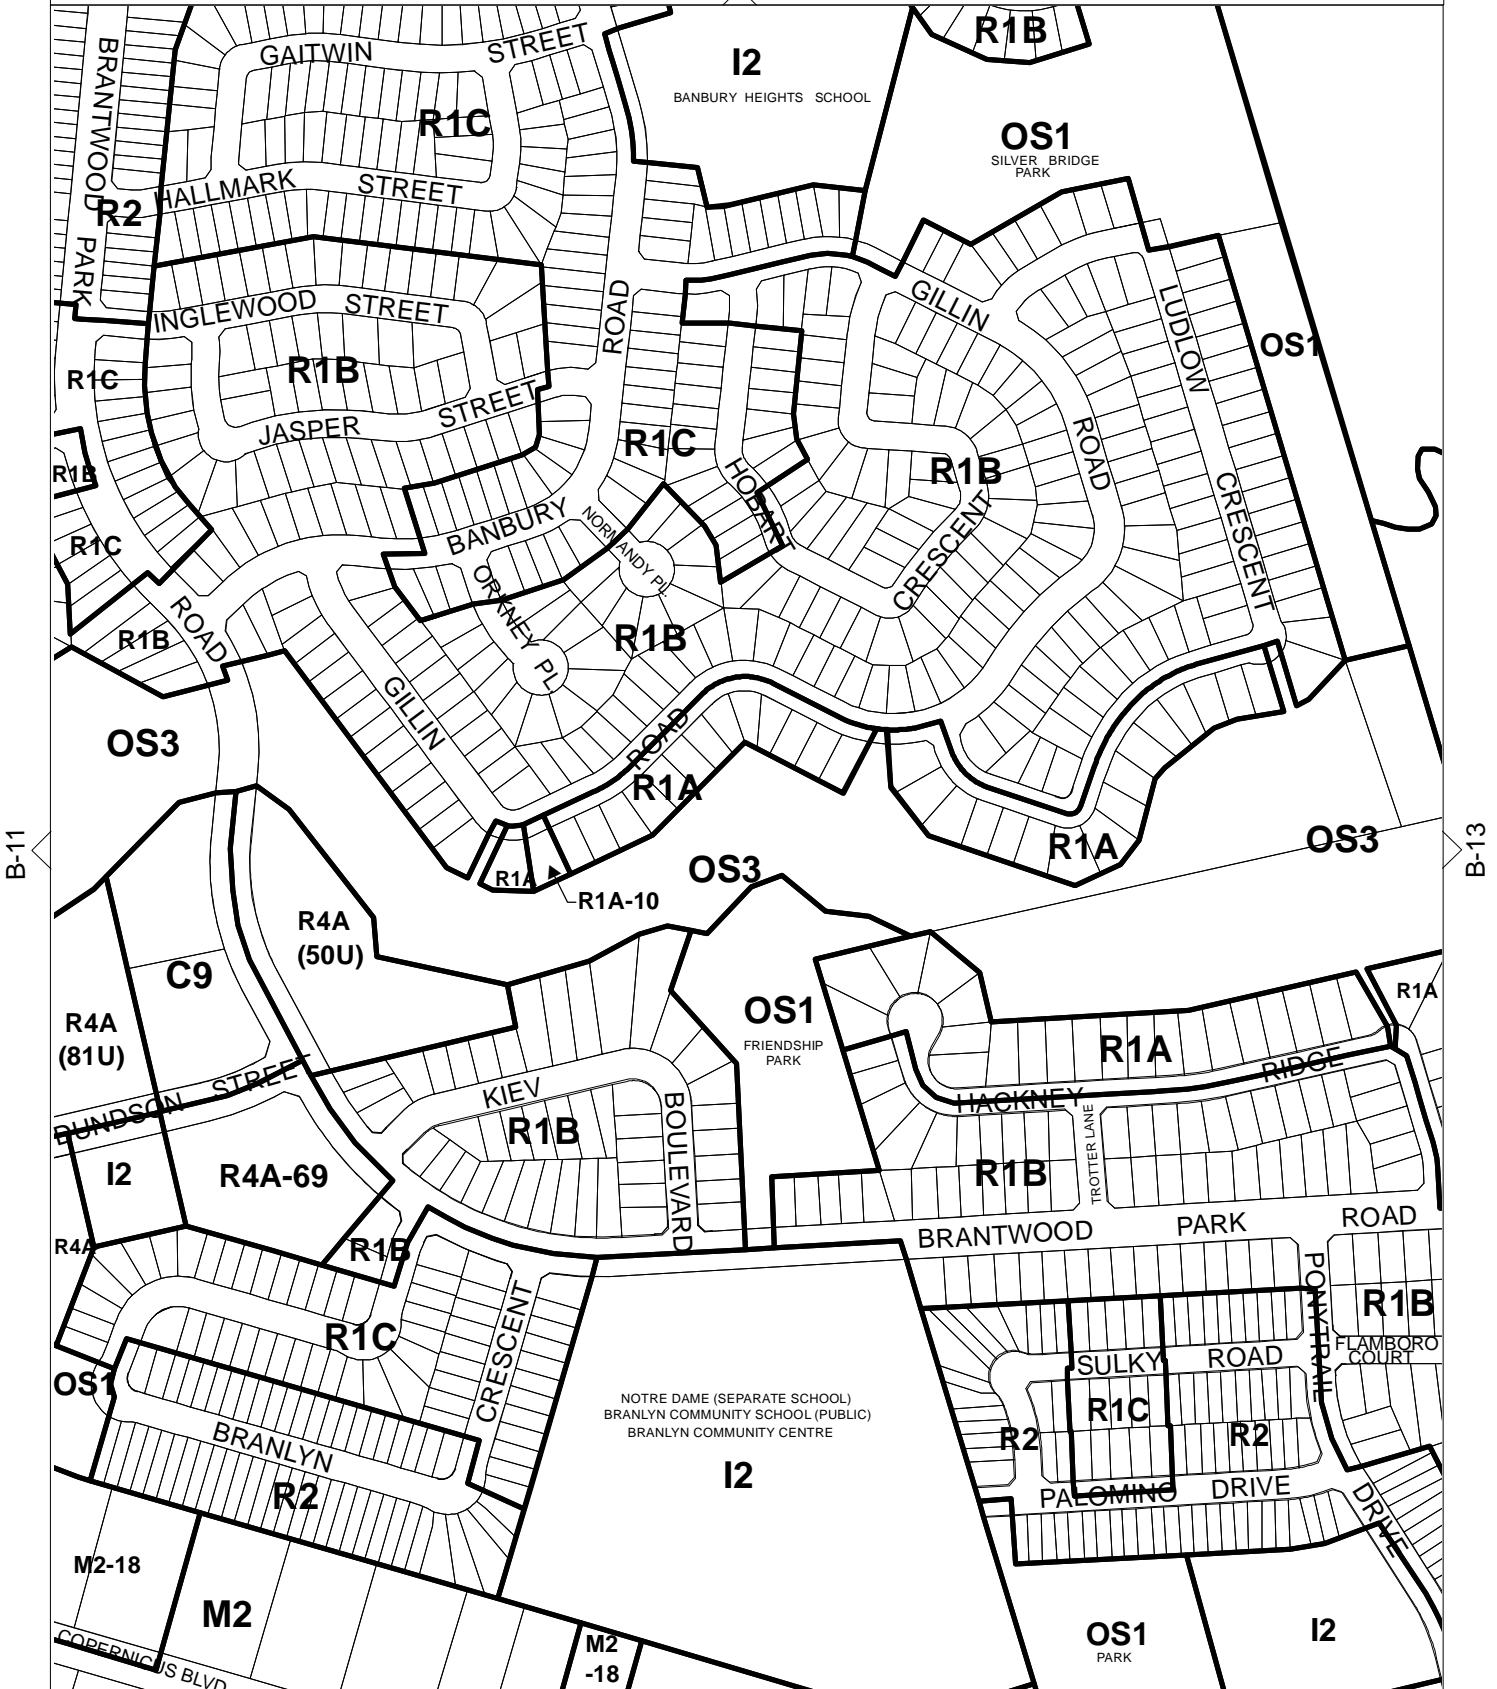 R1B
BRANTWOOD
PARK
GAITWIN
STREET
I2
BANBURY HEIGHTS SCHOOL
R1C
OS1
SILVER BRIDGE
PARK
HALLMARK
STREET
R2
INGLEWOOD
STREET
ROAD
GILLIN
LUDLOW
OS1
R1C
R1B
JASPER
STREET
R1C
ROAD
R1B
R1B
HOBART
CRESCENT
CRESCENT
BANBURY
NORMANDY PL.
R1C
ORKNEY PL.
ROAD
R1B
R1B
GILLIN
ROAD
OS3
R1A
R1A
OS3
OS3
R1A
R1A-10
B-11
B-13
R4A
(50U)
C9
R4A
(81U)
OS1
FRIENDSHIP
PARK
R1A
R1A
DUNDSON
STREET
KIEV
BOULEVARD
R1B
HACKNEY
RIDGE
TROTTER LANE
R1B
I2
R4A-69
R4A
R1B
BRANTWOOD
PARK
ROAD
PONYTRAIL
DRIVE
R1B
FLAMBORO
COURT
CRESCENT
R1C
OS1
SULKY
ROAD
R1C
R2
R2
NOTRE DAME (SEPARATE SCHOOL)
BRANLYN COMMUNITY SCHOOL (PUBLIC)
BRANLYN COMMUNITY CENTRE
I2
BRANLYN
R2
PALOMINO
DRIVE
M2-18
M2
COPERNICUS BLVD.
M2
-18
OS1
PARK
I2